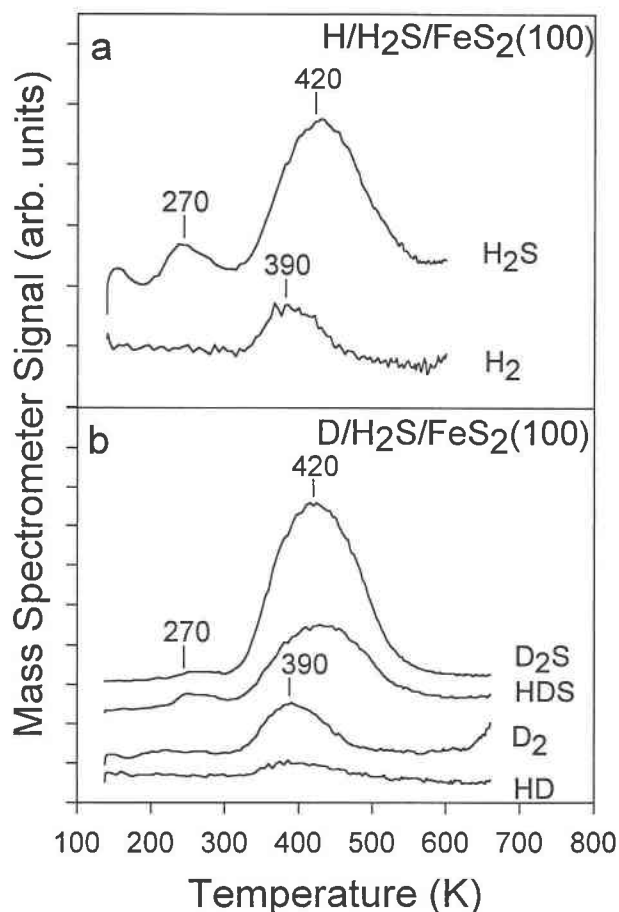 a
H/H₂S/FeS₂(100)
420
270
390
H₂S
H₂
b
D/H₂S/FeS₂(100)
420
270
390
D₂S
HDS
D₂
HD
100 200 300 400 500 600 700 800
Temperature (K)
Mass Spectrometer Signal (arb. units)